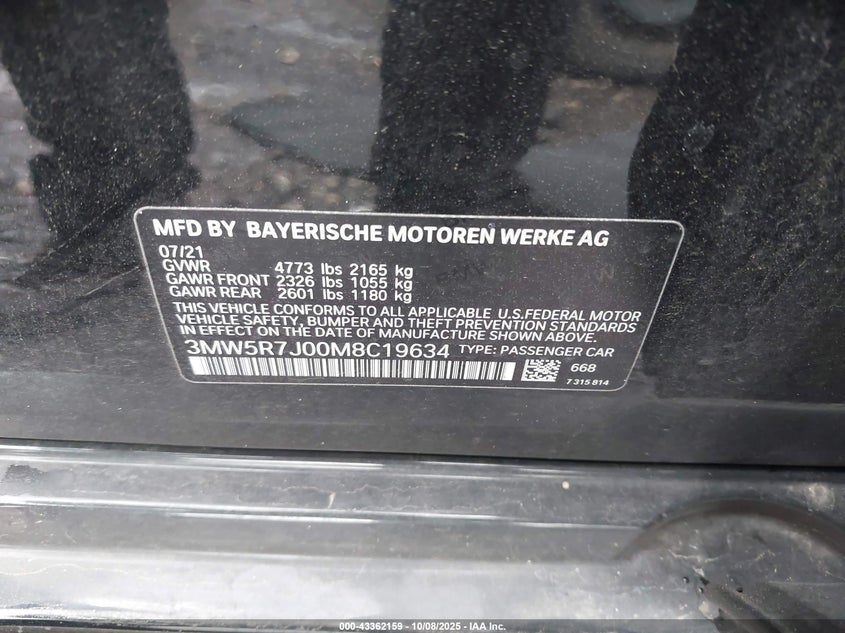 MFD BY BAYERISCHE MOTOREN WERKE AG
07/21
GVWR 4773 lbs 2165 kg
GAWR FRONT 2326 lbs 1055 kg
GAWR REAR 2601 lbs 1180 kg
THIS VEHICLE CONFORMS TO ALL APPLICABLE U.S.FEDERAL MOTOR
VEHICLE SAFETY, BUMPER AND THEFT PREVENTION STANDARDS
IN EFFECT ON THE DATE OF MANUFACTURE SHOWN ABOVE.
3MW5R7J00M8C19634 TYPE: PASSENGER CAR
668
7 315 814
000-43362159 - 10/08/2025 - IAA Inc.